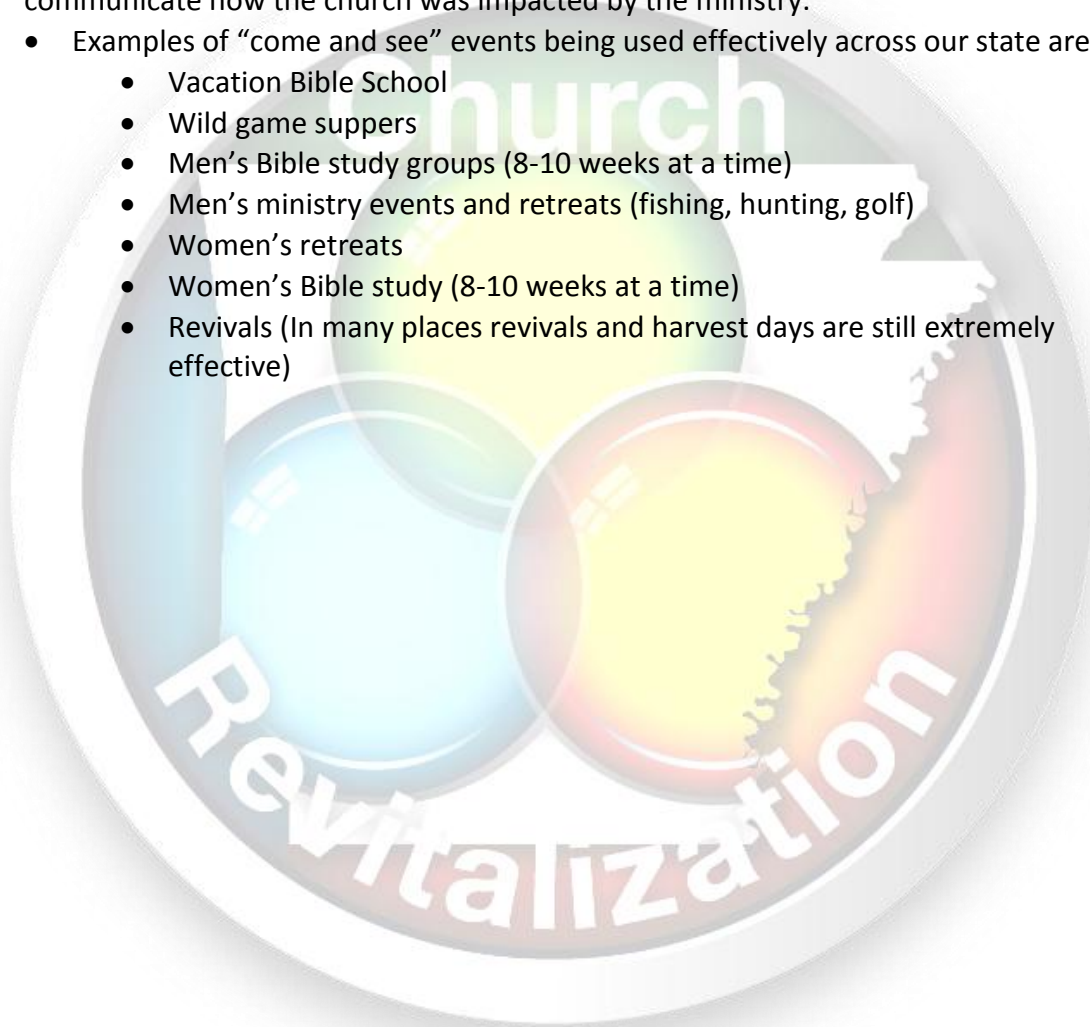 communicate how the church was impacted by the ministry.
• Examples of “come and see” events being used effectively across our state are
• Vacation Bible School
• Wild game suppers
• Men’s Bible study groups (8-10 weeks at a time)
• Men’s ministry events and retreats (fishing, hunting, golf)
• Women’s retreats
• Women’s Bible study (8-10 weeks at a time)
• Revivals (In many places revivals and harvest days are still extremely
effective)
Church
Revitalization